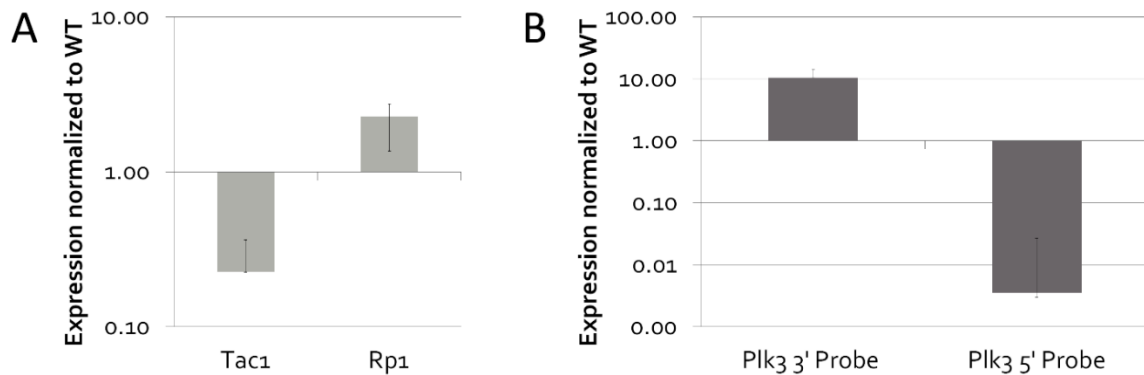 A
Expression normalized to WT
10.00
1.00
0.10
Tac1
Rp1
B
Expression normalized to WT
100.00
10.00
1.00
0.10
0.01
0.00
Plk3 3' Probe
Plk3 5' Probe